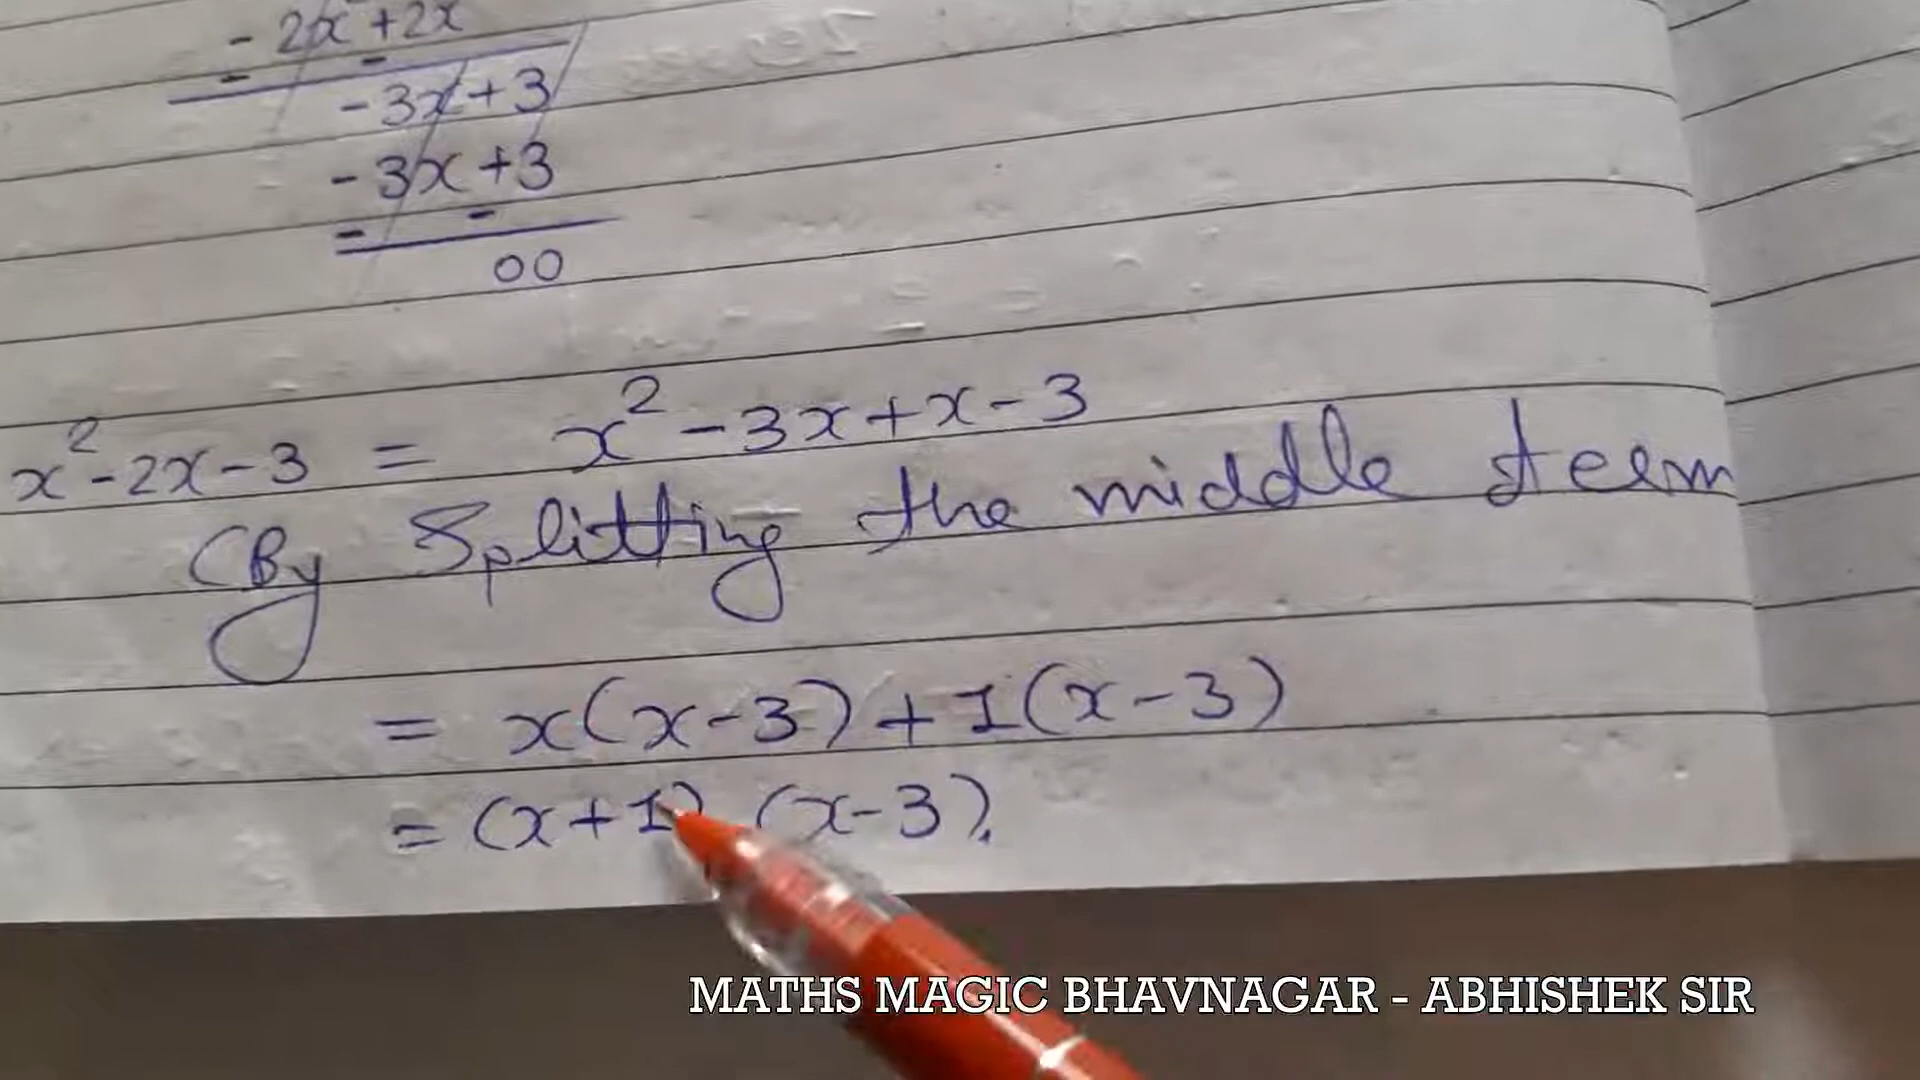 - 2x² + 2x
- -
- 3x + 3
- 3x + 3
- -
00
x² - 2x - 3 = x² - 3x + x - 3
(By Splitting the middle term
= x(x - 3) + 1(x - 3)
= (x + 1) (x - 3).
MATHS MAGIC BHAVNAGAR - ABHISHEK SIR